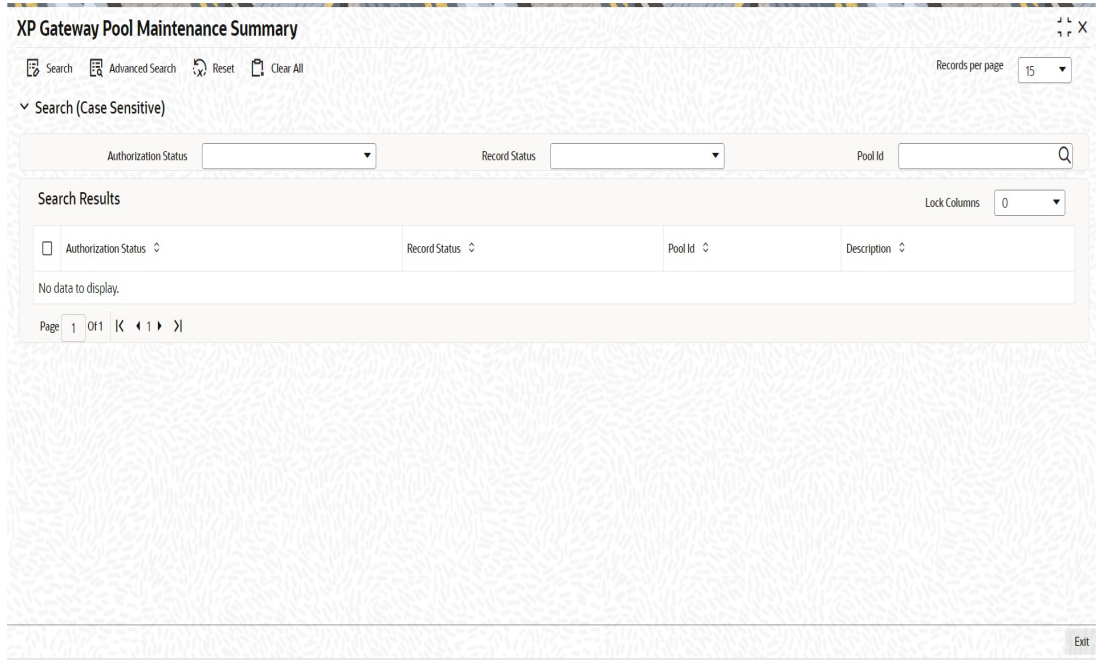 XP Gateway Pool Maintenance Summary
Search Advanced Search Reset Clear All Records per page 15
Search (Case Sensitive)
Authorization Status Record Status Pool Id
Search Results Lock Columns 0
Authorization Status Record Status Pool Id Description
No data to display.
Page 1 Of 1 1
Exit